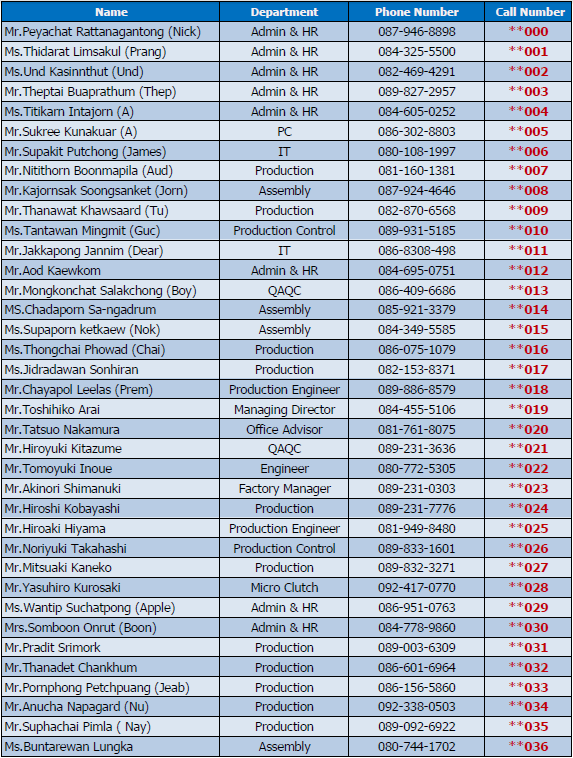 Name Department Phone Number Call Number
Mr.Peyachat Rattanagantong (Nick) Admin & HR 087-946-8898 **000
Ms.Thidarat Limsakul (Prang) Admin & HR 084-325-5500 **001
Ms.Und Kasinnthut (Und) Admin & HR 082-469-4291 **002
Mr.Theptai Buaprathum (Thep) Admin & HR 089-827-2957 **003
Ms.Titikarn Intajorn (A) Admin & HR 084-605-0252 **004
Mr.Sukree Kunakuar (A) PC 086-302-8803 **005
Mr.Supakit Putchong (James) IT 080-108-1997 **006
Mr.Nitithorn Boonmapila (Aud) Production 081-160-1381 **007
Mr.Kajornsak Soongsanket (Jorn) Assembly 087-924-4646 **008
Mr.Thanawat Khawsaard (Tu) Production 082-870-6568 **009
Ms.Tantawan Mingmit (Guc) Production Control 089-931-5185 **010
Mr.Jakkapong Jannim (Dear) IT 086-8308-498 **011
Mr.Aod Kaewkom Admin & HR 084-695-0751 **012
Mr.Mongkonchat Salakchong (Boy) QAQC 086-409-6686 **013
MS.Chadaporn Sa-ngadrum Assembly 085-921-3379 **014
Ms.Supaporn ketkaew (Nok) Assembly 084-349-5585 **015
Ms.Thongchai Phowad (Chai) Production 086-075-1079 **016
Ms.Jidradawan Sonhiran Production 082-153-8371 **017
Mr.Chayapol Leelas (Prem) Production Engineer 089-886-8579 **018
Mr.Toshihiko Arai Managing Director 084-455-5106 **019
Mr.Tatsuo Nakamura Office Advisor 081-761-8075 **020
Mr.Hiroyuki Kitazume QAQC 089-231-3636 **021
Mr.Tomoyuki Inoue Engineer 080-772-5305 **022
Mr.Akinori Shimanuki Factory Manager 089-231-0303 **023
Mr.Hiroshi Kobayashi Production 089-231-7776 **024
Mr.Hiroaki Hiyama Production Engineer 081-949-8480 **025
Mr.Noriyuki Takahashi Production Control 089-833-1601 **026
Mr.Mitsuaki Kaneko Production 089-832-3271 **027
Mr.Yasuhiro Kurosaki Micro Clutch 092-417-0770 **028
Ms.Wantip Suchatpong (Apple) Admin & HR 086-951-0763 **029
Mrs.Somboon Onrut (Boon) Admin & HR 084-778-9860 **030
Mr.Pradit Srimork Production 089-003-6309 **031
Mr.Thanadet Chankhum Production 086-601-6964 **032
Mr.Pornphong Petchpuang (Jeab) Production 086-156-5860 **033
Mr.Anucha Napagard (Nu) Production 092-338-0503 **034
Mr.Suphachai Pimla ( Nay) Production 089-092-6922 **035
Ms.Buntarewan Lungka Assembly 080-744-1702 **036